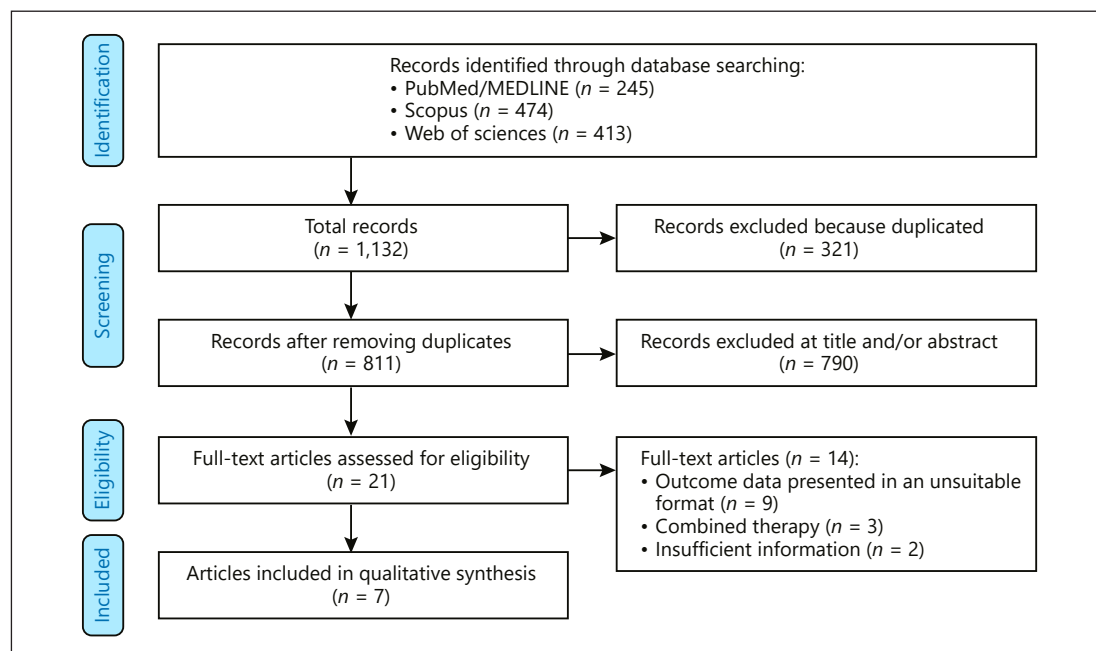 Identification
Records identified through database searching:
• PubMed/MEDLINE (n = 245)
• Scopus (n = 474)
• Web of sciences (n = 413)
Screening
Total records
(n = 1,132)
Records excluded because duplicated
(n = 321)
Records after removing duplicates
(n = 811)
Records excluded at title and/or abstract
(n = 790)
Eligibility
Full-text articles assessed for eligibility
(n = 21)
Full-text articles (n = 14):
• Outcome data presented in an unsuitable
format (n = 9)
• Combined therapy (n = 3)
• Insufficient information (n = 2)
Included
Articles included in qualitative synthesis
(n = 7)